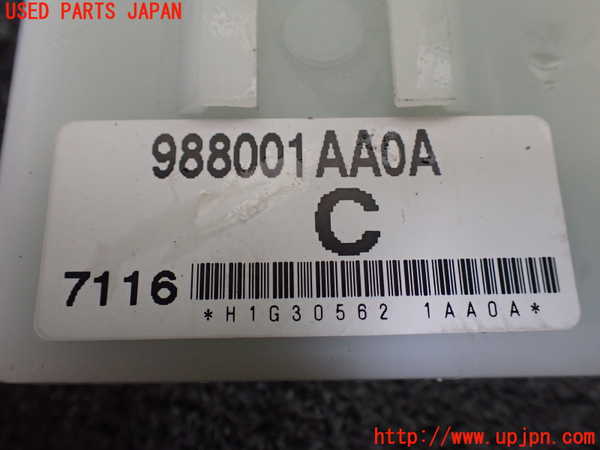 USED PARTS JAPAN
988001AA0A
C
7116
*H1G30562 1AA0A*
http://www.upjpn.com/